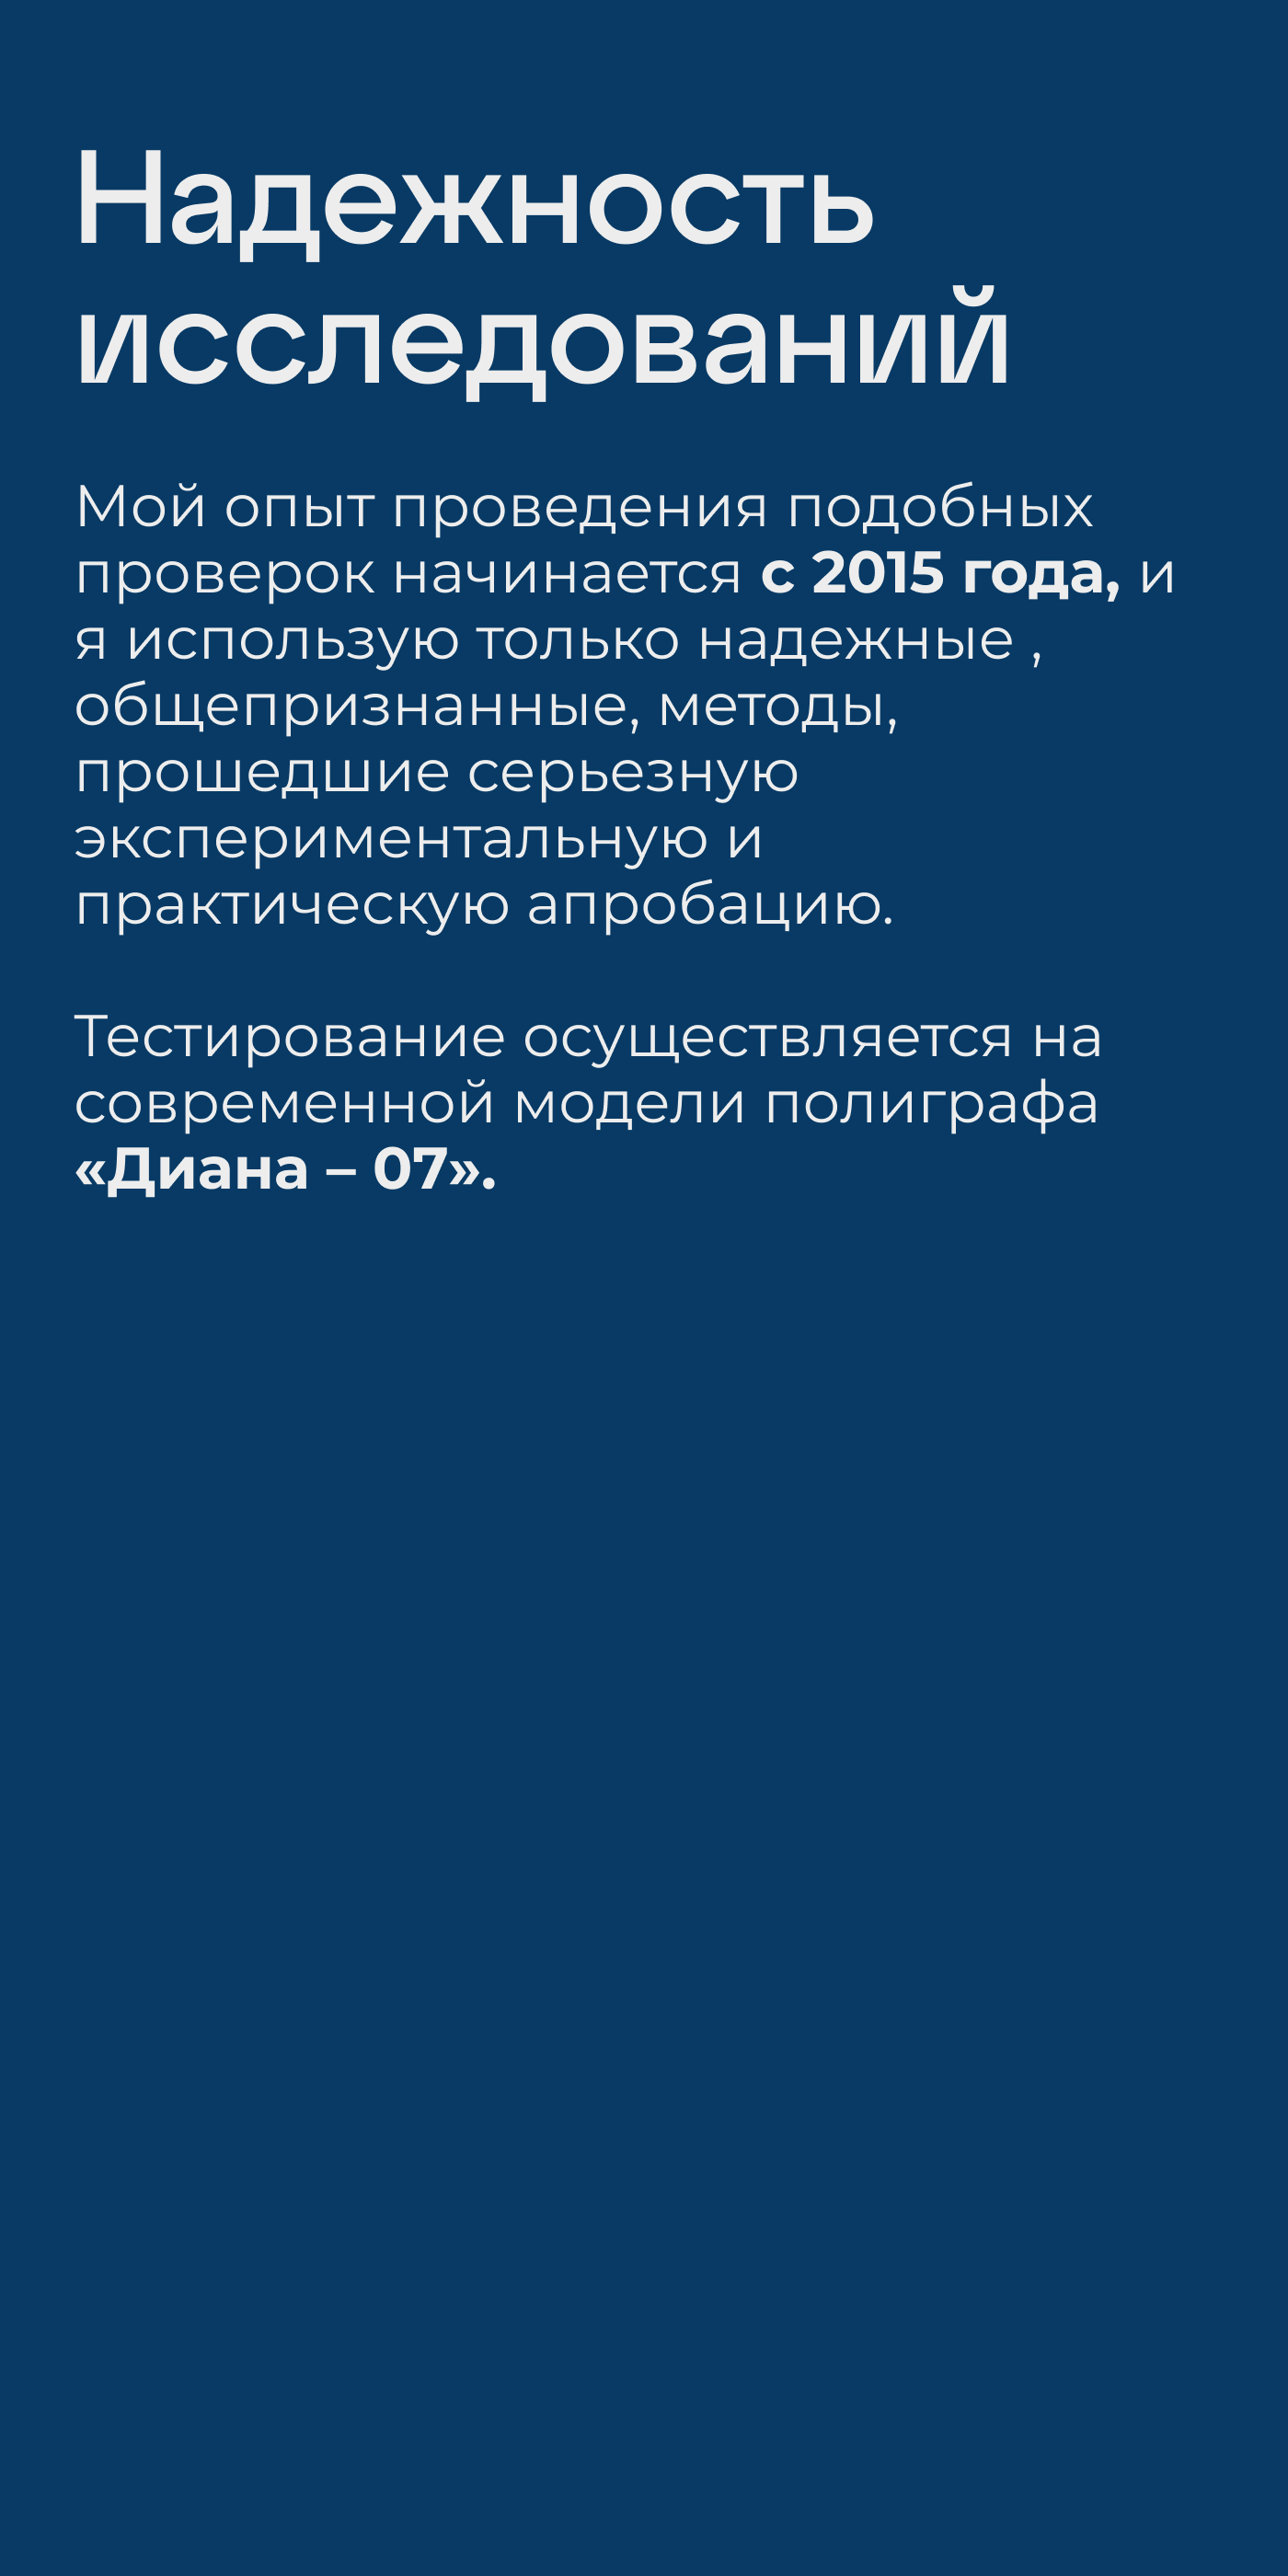 Надежность
исследований
Мой опыт проведения подобных
проверок начинается с 2015 года, и
я использую только надежные ,
общепризнанные, методы,
прошедшие серьезную
экспериментальную и
практическую апробацию.
Тестирование осуществляется на
современной модели полиграфа
«Диана – 07».